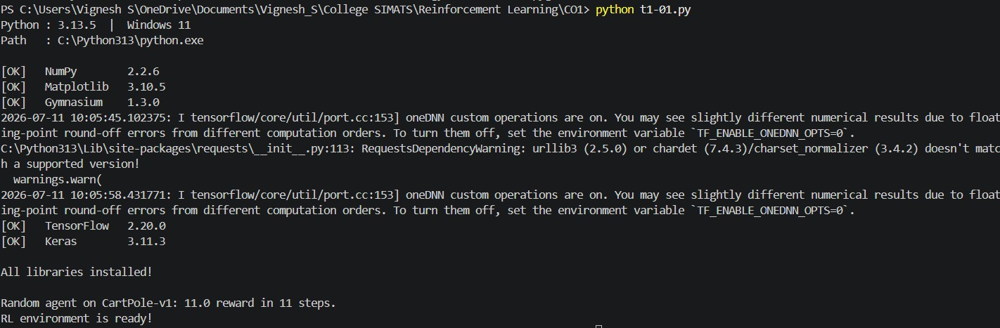 PS C:\Users\Vignesh S\OneDrive\Documents\Vignesh_S\College SIMATS\Reinforcement Learning\CO1> python t1-01.py
Python : 3.13.5  |  Windows 11
Path   : C:\Python313\python.exe

[OK]   NumPy        2.2.6
[OK]   Matplotlib   3.10.5
[OK]   Gymnasium    1.3.0
2026-07-11 10:05:45.102375: I tensorflow/core/util/port.cc:153] oneDNN custom operations are on. You may see slightly different numerical results due to float
ing-point round-off errors from different computation orders. To turn them off, set the environment variable `TF_ENABLE_ONEDNN_OPTS=0`.
C:\Python313\Lib\site-packages\requests\__init__.py:113: RequestsDependencyWarning: urllib3 (2.5.0) or chardet (7.4.3)/charset_normalizer (3.4.2) doesn't matc
h a supported version!
  warnings.warn(
2026-07-11 10:05:58.431771: I tensorflow/core/util/port.cc:153] oneDNN custom operations are on. You may see slightly different numerical results due to float
ing-point round-off errors from different computation orders. To turn them off, set the environment variable `TF_ENABLE_ONEDNN_OPTS=0`.
[OK]   TensorFlow   2.20.0
[OK]   Keras        3.11.3

All libraries installed!

Random agent on CartPole-v1: 11.0 reward in 11 steps.
RL environment is ready!